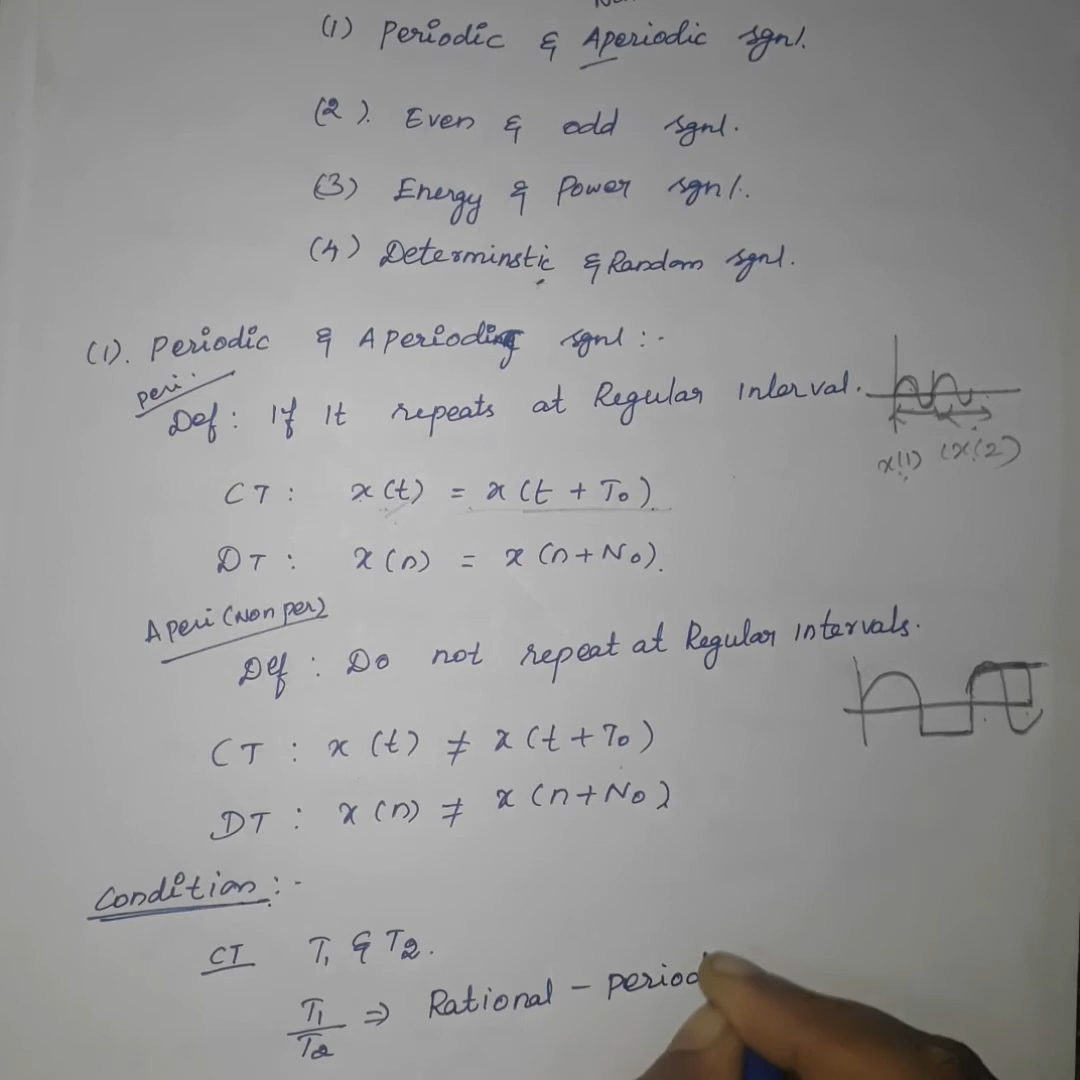 (1) Periodic & Aperiodic sgnl.
(2). Even & odd sgnl.
(3) Energy & Power sgnl.
(4) Determinstic & Random sgnl.
(1). Periodic & Aperiodic sgnl :-
peri.
Def : If It repeats at Regular Interval.
x(1) (x(2)
CT : x(t) = x(t + T₀)
DT : x(n) = x(n+N₀).
Aperi (Non per)
Def : Do not repeat at Regular intervals.
CT : x(t) ≠ x(t+T₀)
DT : x(n) ≠ x(n+N₀)
Condition :-
CT T₁ & T₂.
T₁/T₂ ⇒ Rational - period